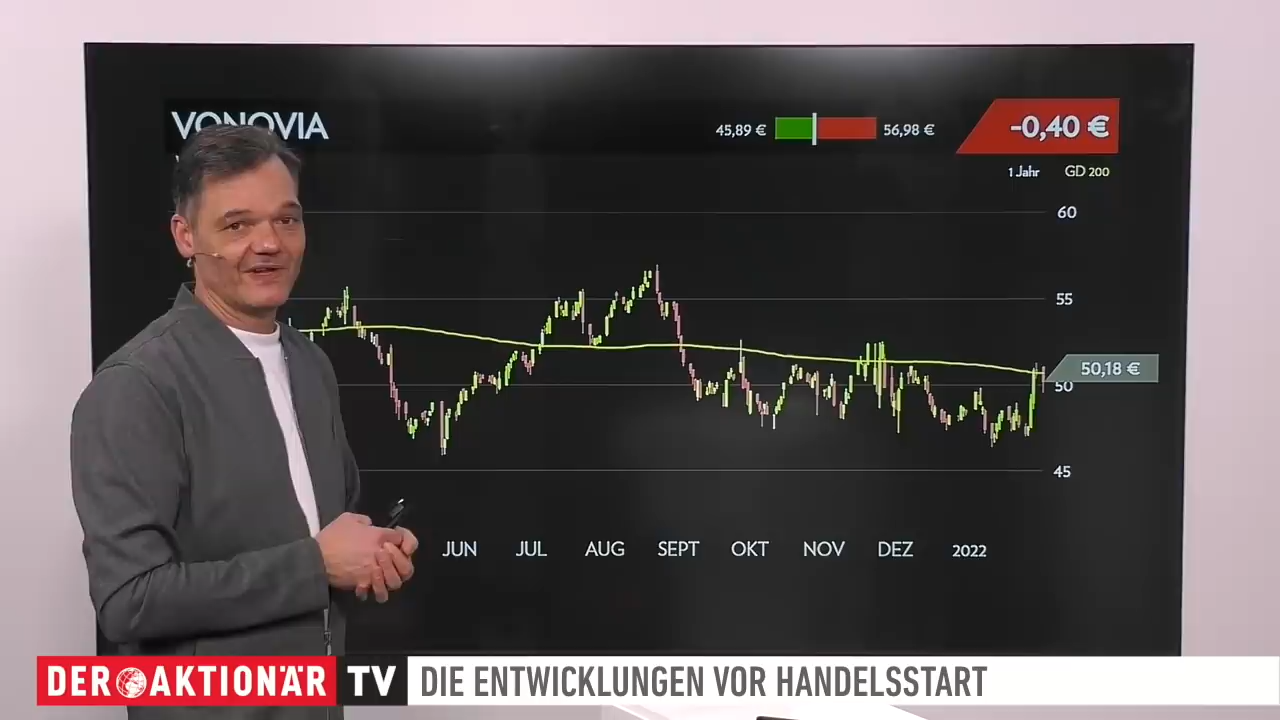 VONOVIA
45,89 €
56,98 €
-0,40 €
1 Jahr
GD 200
60
55
50,18 €
50
45
JUN
JUL
AUG
SEPT
OKT
NOV
DEZ
2022
DER AKTIONÄR TV
DIE ENTWICKLUNGEN VOR HANDELSSTART